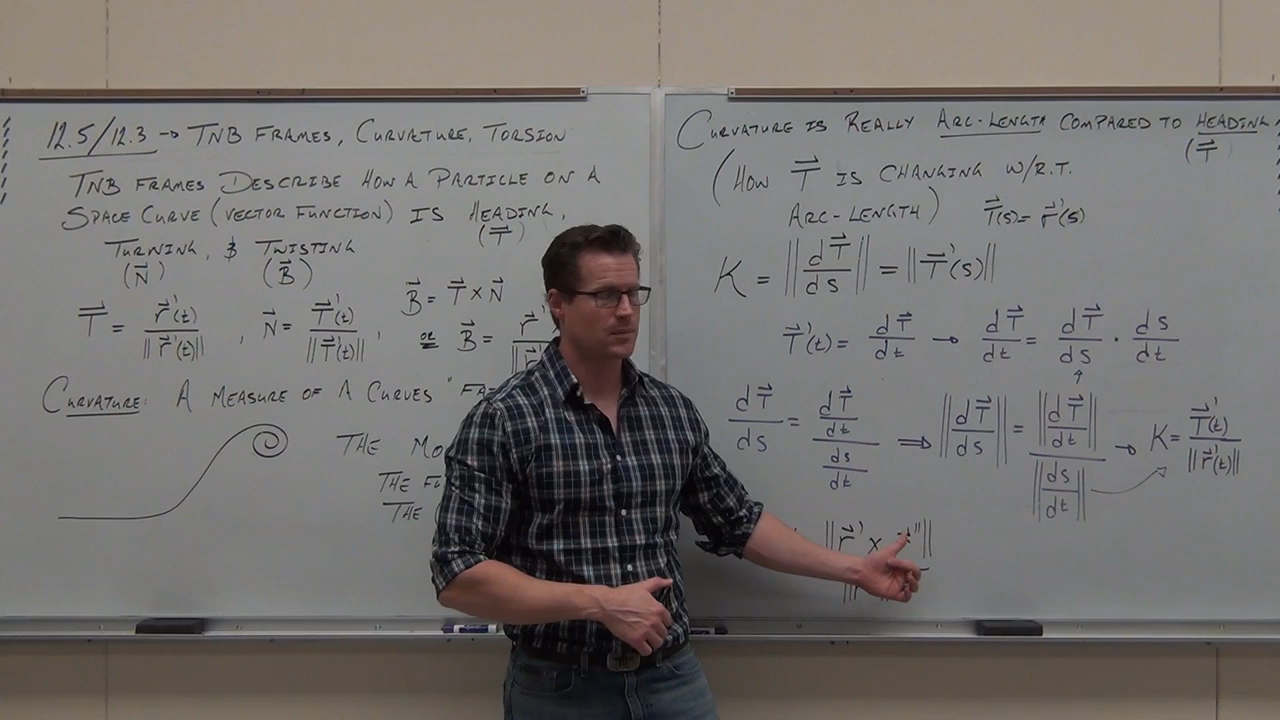 12.5/12.3 → TNB FRAMES, CURVATURE, TORSION
TNB FRAMES DESCRIBE HOW A PARTICLE ON A
SPACE CURVE (VECTOR FUNCTION) IS HEADING,
(T⃗)
TURNING, & TWISTING
(N⃗) (B⃗)
T⃗ = r⃗'(t) / ||r⃗'(t)|| , N⃗ = T⃗'(t) / ||T⃗'(t)|| , B⃗ = T⃗ × N⃗
OR B⃗ = r⃗'
CURVATURE: A MEASURE OF A CURVES "
THE
THE
THE
CURVATURE IS REALLY ARC-LENGTH COMPARED TO HEADING
(T⃗
(HOW T⃗ IS CHANGING W/R.T.
ARC-LENGTH) T⃗(s) = r⃗'(s)
K = ||dT⃗/ds|| = ||T⃗'(s)||
T⃗'(t) = dT⃗/dt → dT⃗/dt = dT⃗/ds · ds/dt
dT⃗/ds = (dT⃗/dt) / (ds/dt) ⟹ ||dT⃗/ds|| = ||dT⃗/dt|| / ||ds/dt|| → K = T⃗'(t) / ||r⃗'(t)||
||r⃗' × r⃗''||